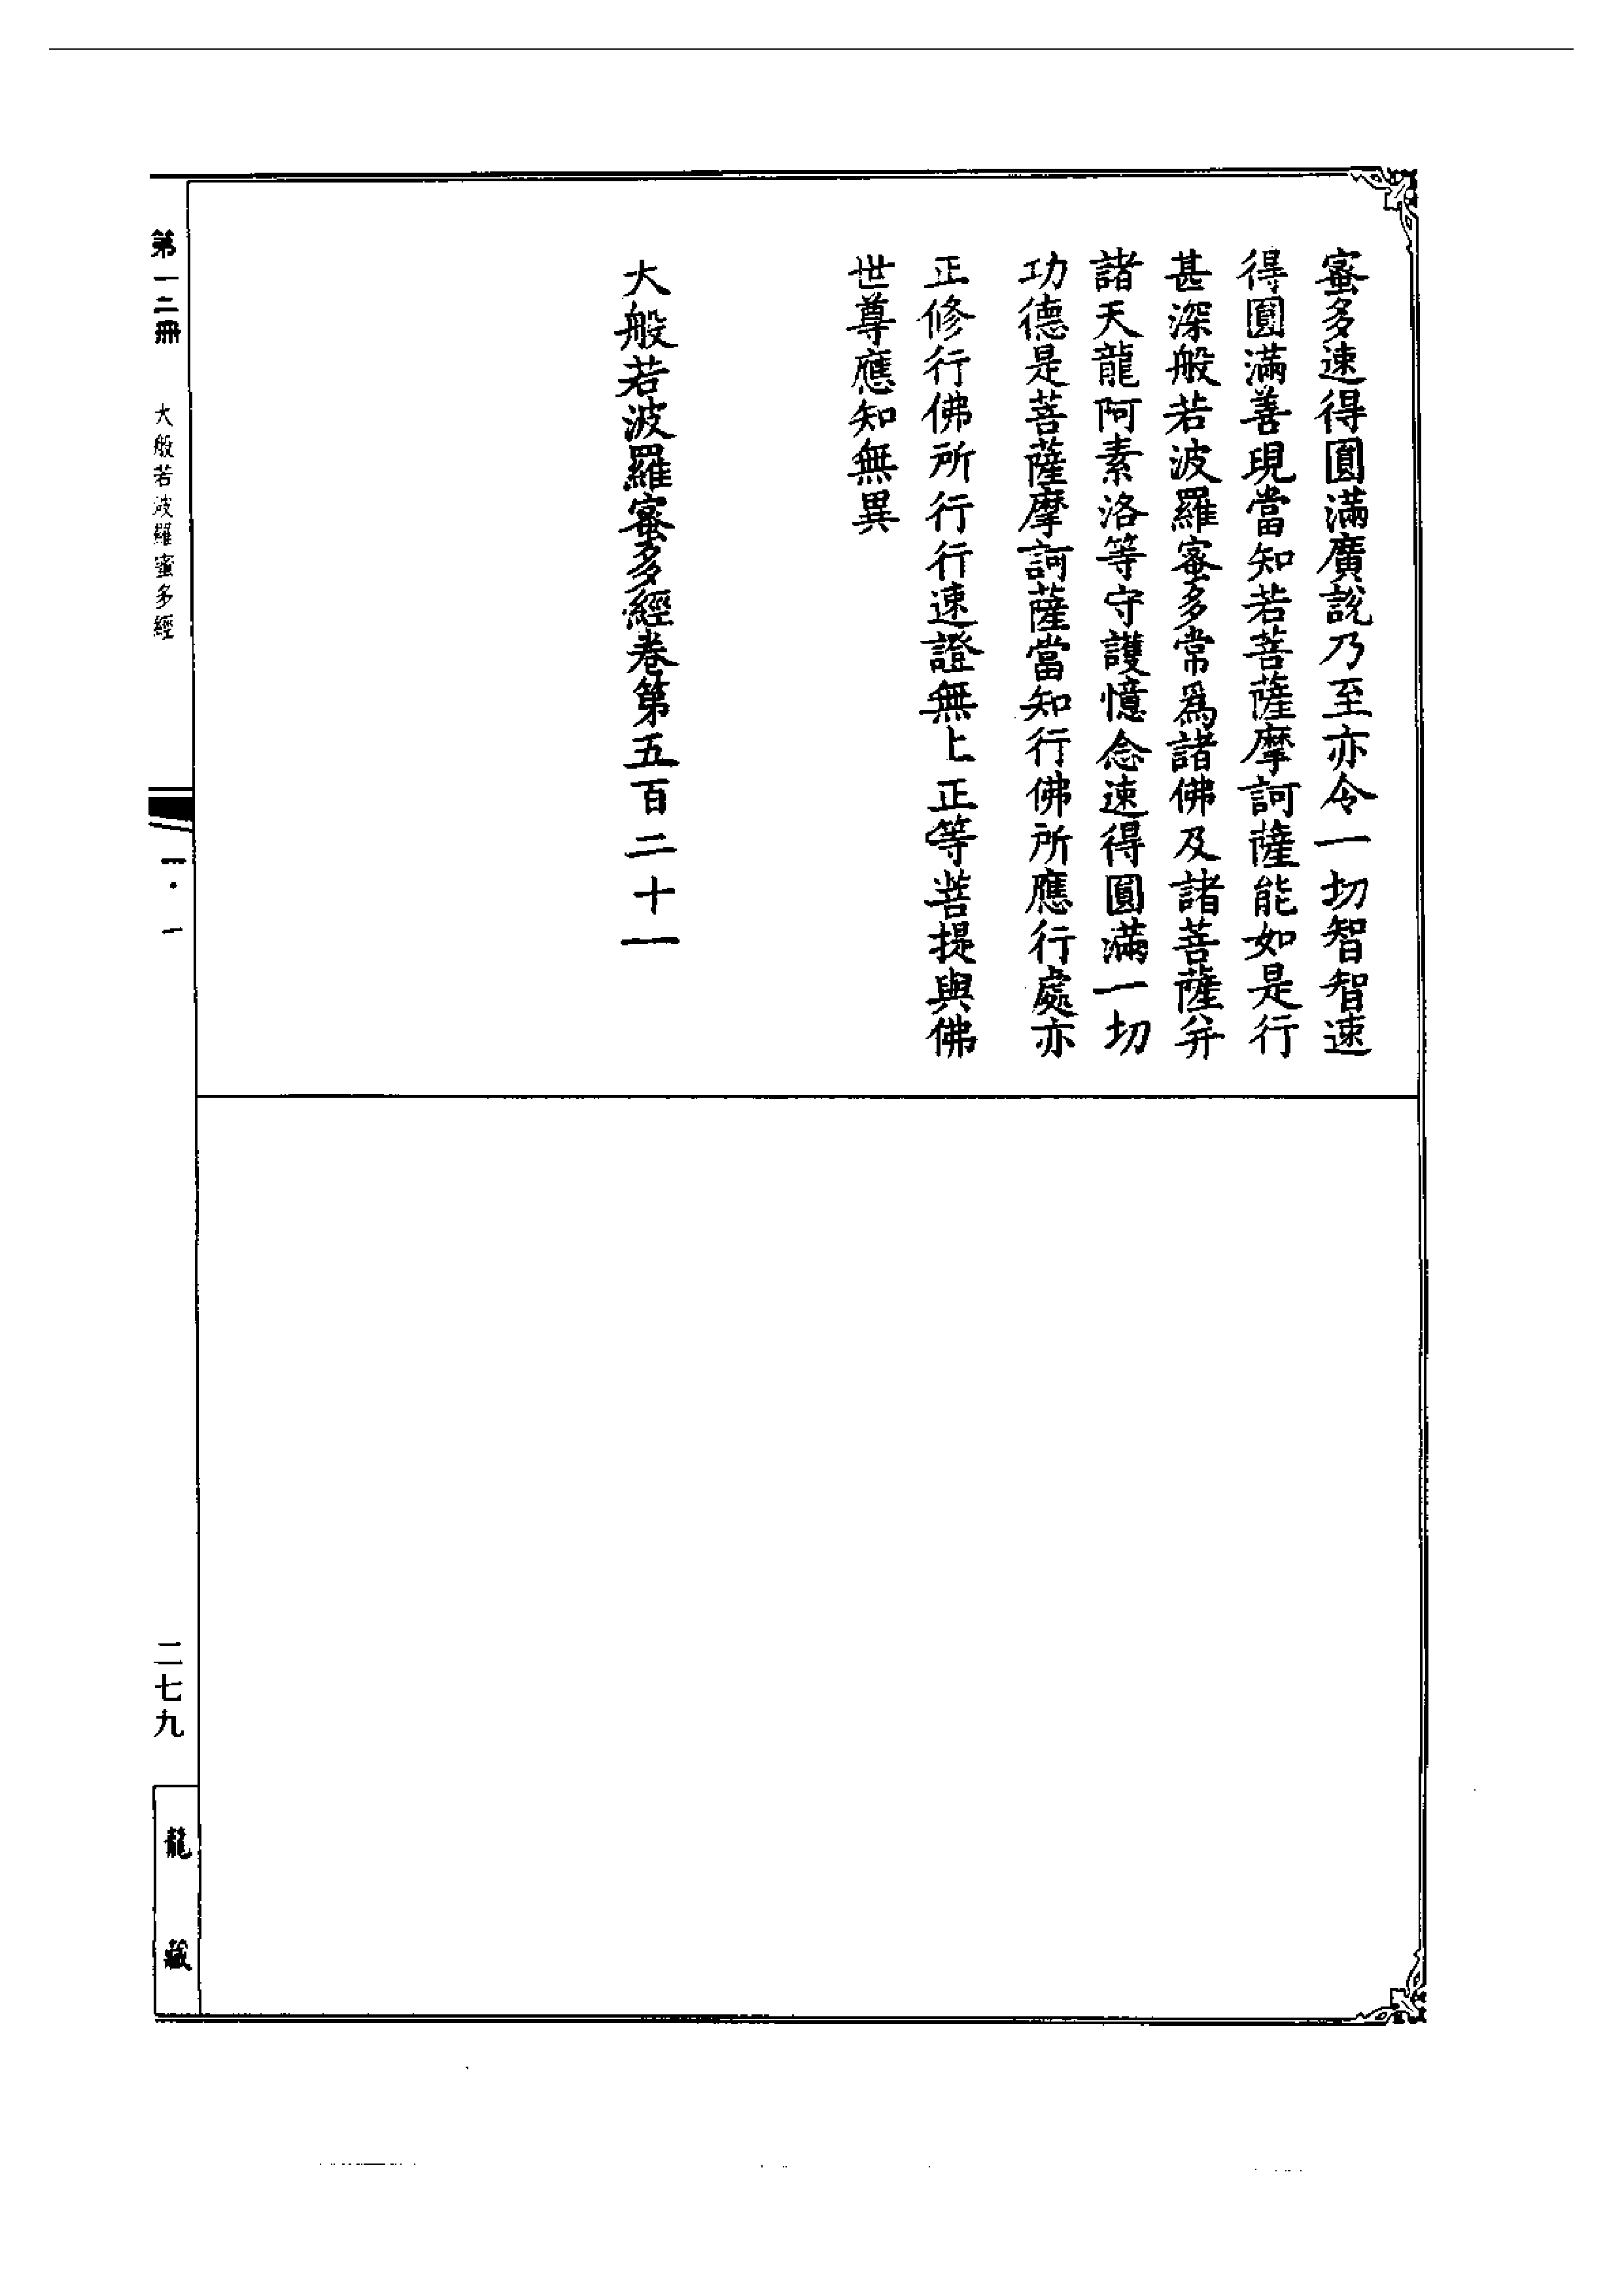 蜜多速得圓滿廣說乃至亦令一切智智速
得圓滿善現當知若菩薩摩訶薩能如是行
甚深般若波羅蜜多常爲諸佛及諸菩薩并
諸天龍阿素洛等守護憶念速得圓滿一切
功德是菩薩摩訶薩當知行佛所應行處亦
正修行佛所行行速證無上正等菩提與佛
世尊應知無異
大般若波羅蜜多經卷第五百二十一
第一二冊
大般若波羅蜜多經
一·一
二七九
龍藏